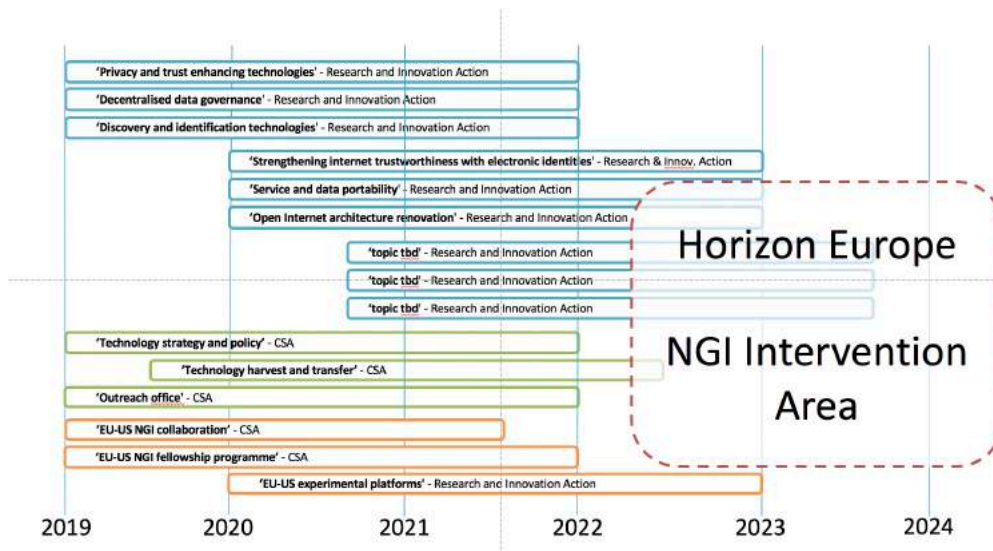 'Privacy and trust enhancing technologies' - Research and Innovation Action
'Decentralised data governance' - Research and Innovation Action
'Discovery and identification technologies' - Research and Innovation Action
'Strengthening internet trustworthiness with electronic identities' - Research & Innov. Action
'Service and data portability' - Research and Innovation Action
'Open Internet architecture renovation' - Research and Innovation Action
'topic tbd' - Research and Innovation Action
'topic tbd' - Research and Innovation Action
'topic tbd' - Research and Innovation Action
Horizon Europe
NGI Intervention
Area
'Technology strategy and policy' - CSA
'Technology harvest and transfer' - CSA
'Outreach office' - CSA
'EU-US NGI collaboration' - CSA
'EU-US NGI fellowship programme' - CSA
'EU-US experimental platforms' - Research and Innovation Action
2019 2020 2021 2022 2023 2024